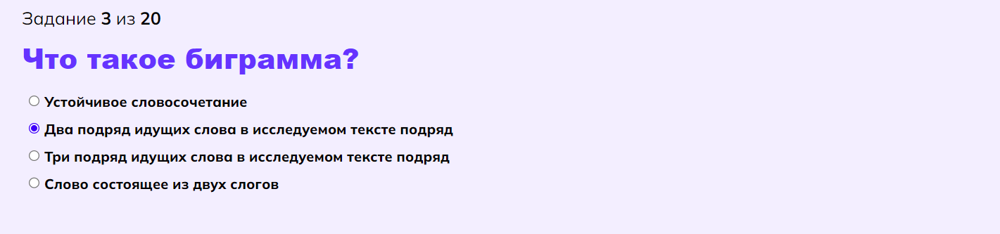 Задание 3 из 20
Что такое биграмма?
Устойчивое словосочетание
Два подряд идущих слова в исследуемом тексте подряд
Три подряд идущих слова в исследуемом тексте подряд
Слово состоящее из двух слогов